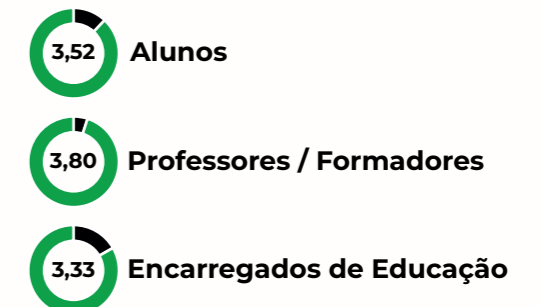 3,52 Alunos
3,80 Professores / Formadores
3,33 Encarregados de Educação